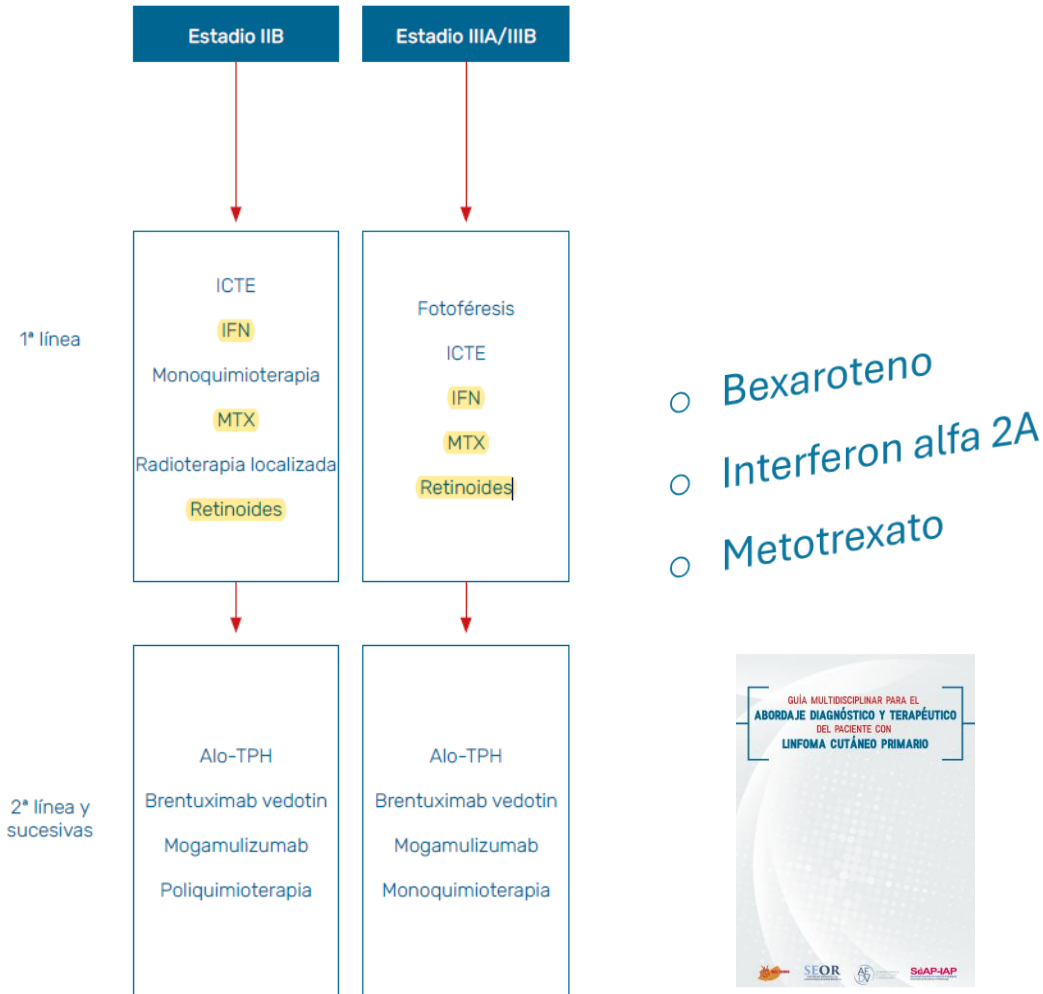 Estadio IIB
Estadio IIIA/IIIB
1ª línea
ICTE
IFN
Monoquimioterapia
MTX
Radioterapia localizada
Retinoides
Fotoféresis
ICTE
IFN
MTX
Retinoides
o Bexaroteno
o Interferon alfa 2A
o Metotrexato
2ª línea y
sucesivas
Alo-TPH
Brentuximab vedotin
Mogamulizumab
Poliquimioterapia
Alo-TPH
Brentuximab vedotin
Mogamulizumab
Monoquimioterapia
GUÍA MULTIDISCIPLINAR PARA EL
ABORDAJE DIAGNÓSTICO Y TERAPÉUTICO
DEL PACIENTE CON
LINFOMA CUTÁNEO PRIMARIO
SEOR
AEDV
SEAP-IAP